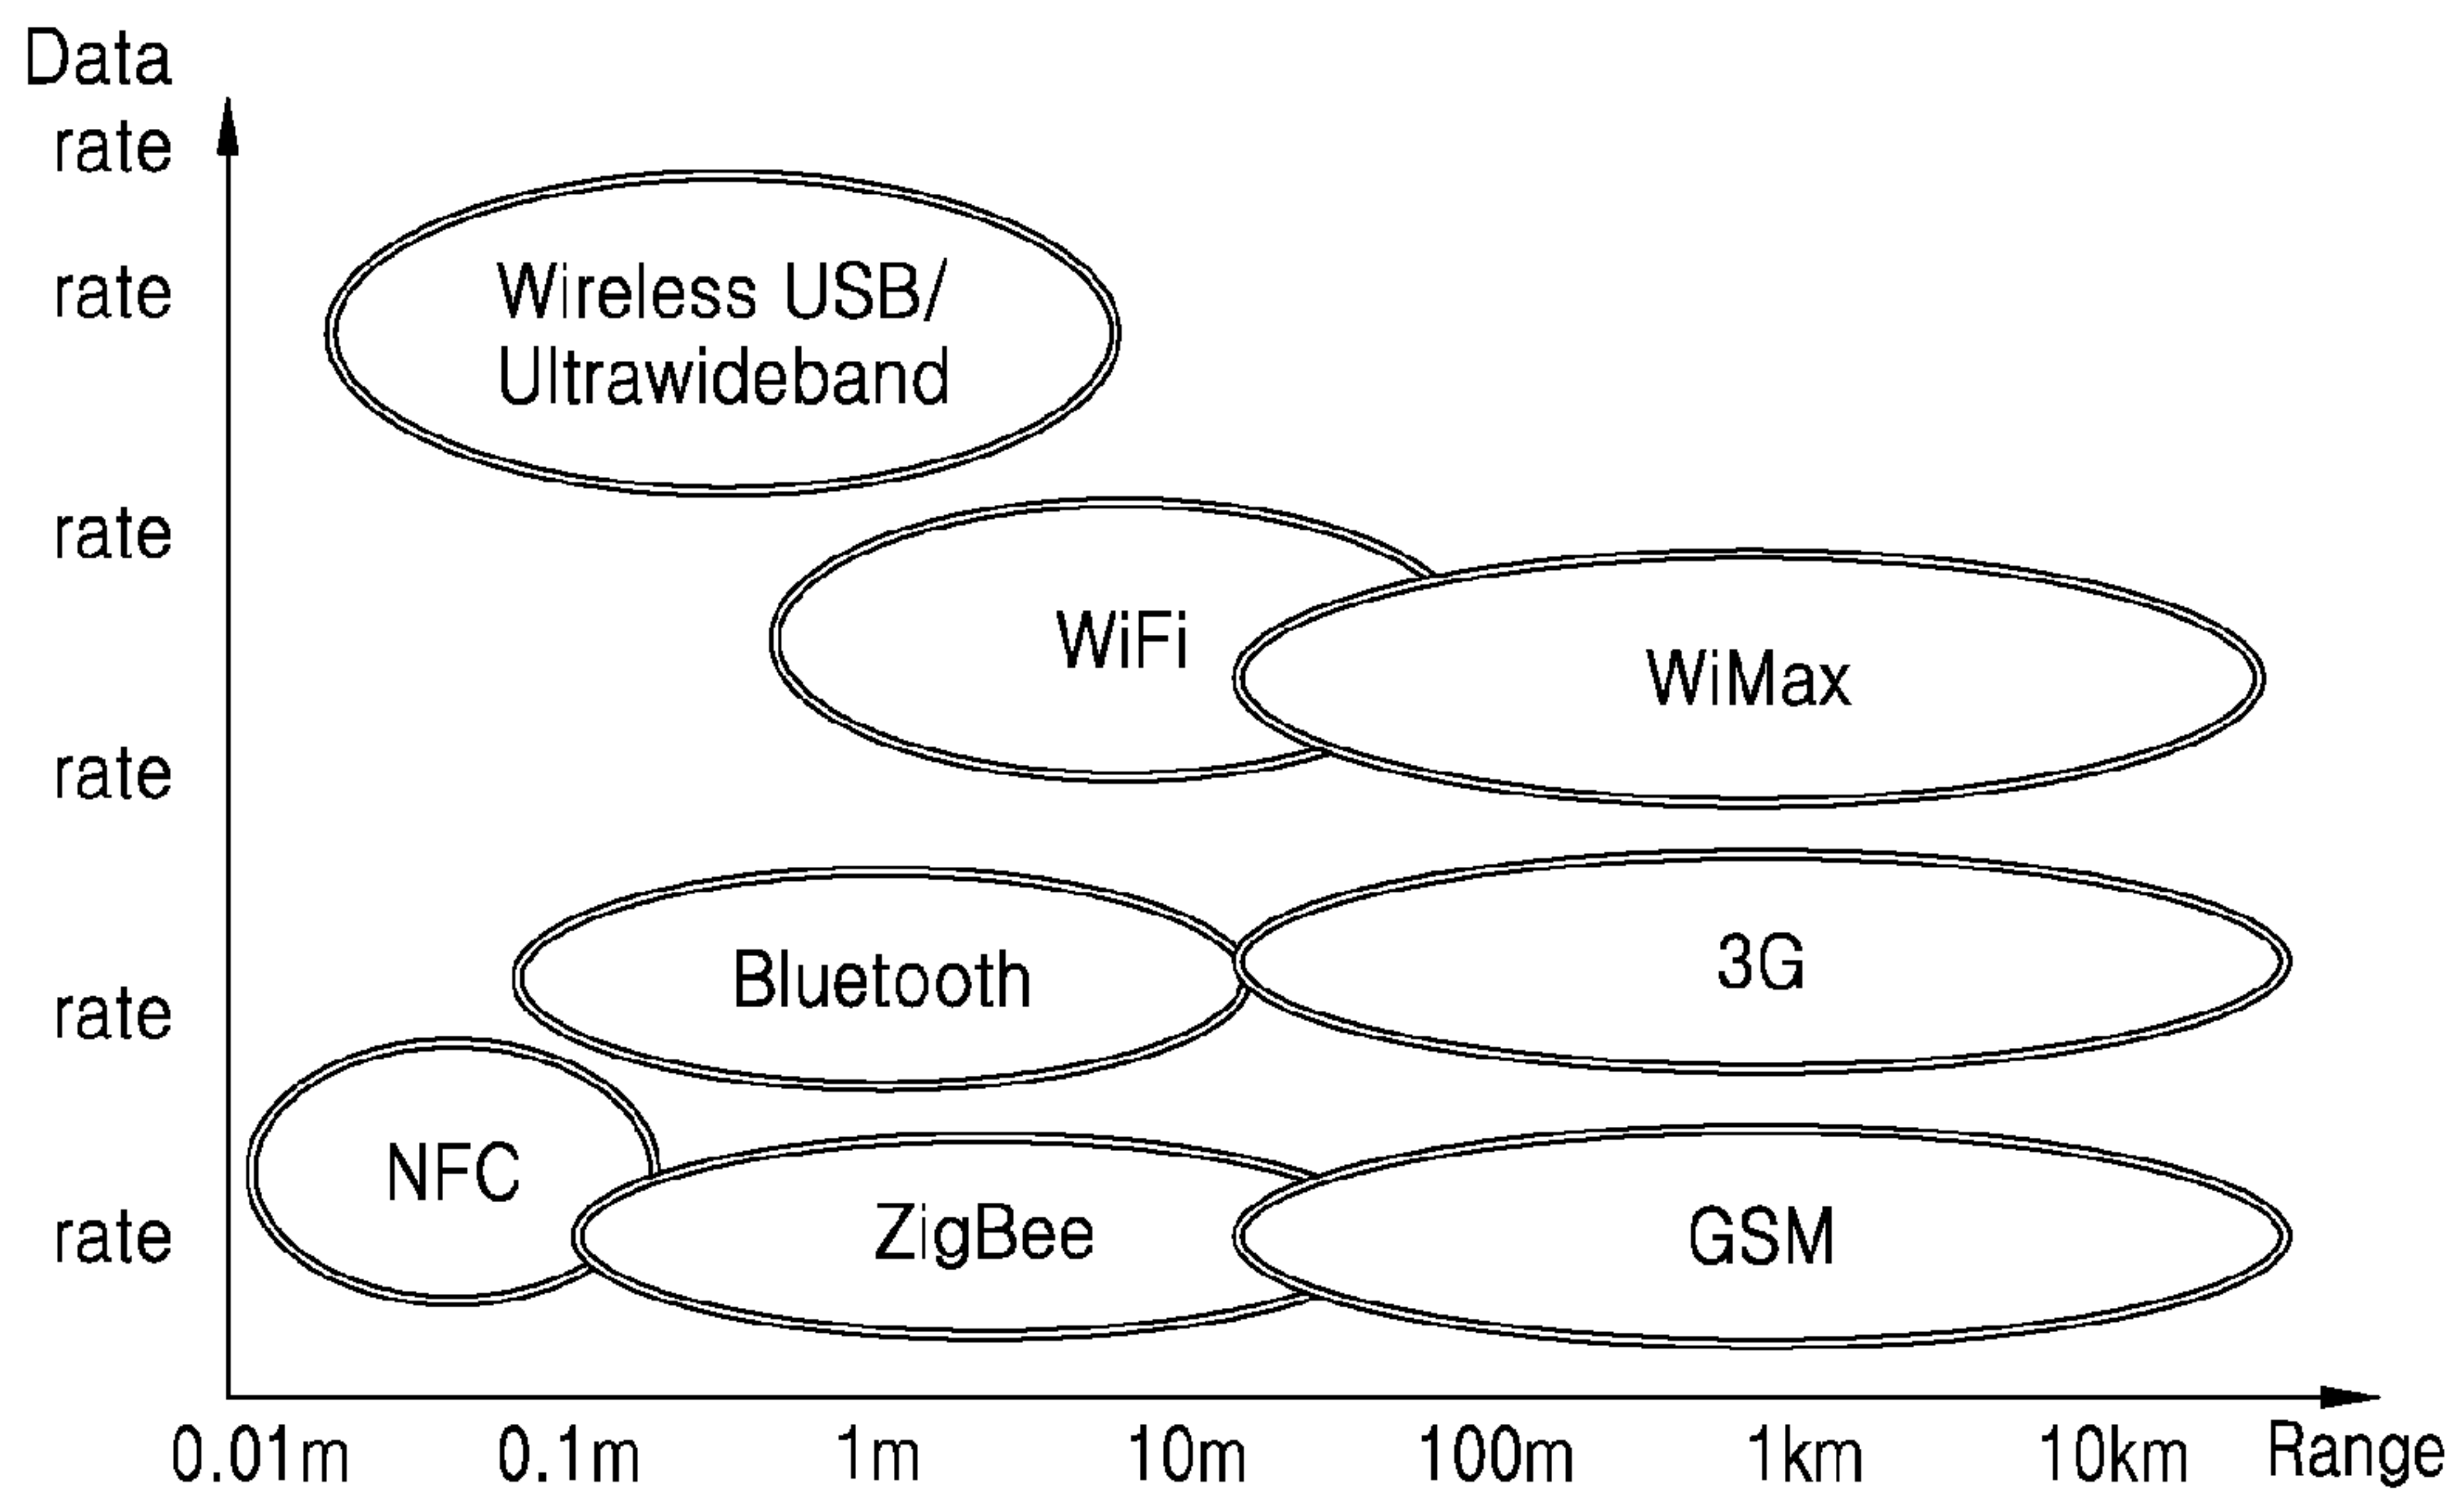 Data
rate
rate
Wireless USB/
Ultrawideband
rate
WiFi
WiMax
rate
Bluetooth
3G
rate
NFC
ZigBee
GSM
rate
0.01m 0.1m 1m 10m 100m 1km 10km Range